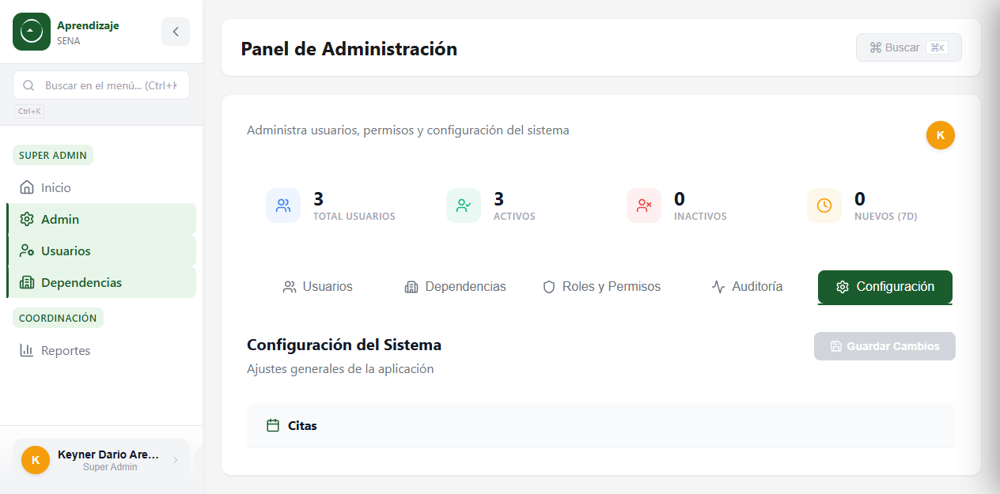 Aprendizaje
SENA
Buscar en el menú... (Ctrl+K
Ctrl+K
SUPER ADMIN
Inicio
Admin
Usuarios
Dependencias
COORDINACIÓN
Reportes
K
Keyner Dario Are...
Super Admin
Panel de Administración
⌘ Buscar ⌘K
Administra usuarios, permisos y configuración del sistema
K
3
TOTAL USUARIOS
3
ACTIVOS
0
INACTIVOS
0
NUEVOS (7D)
Usuarios
Dependencias
Roles y Permisos
Auditoría
Configuración
Configuración del Sistema
Guardar Cambios
Ajustes generales de la aplicación
Citas